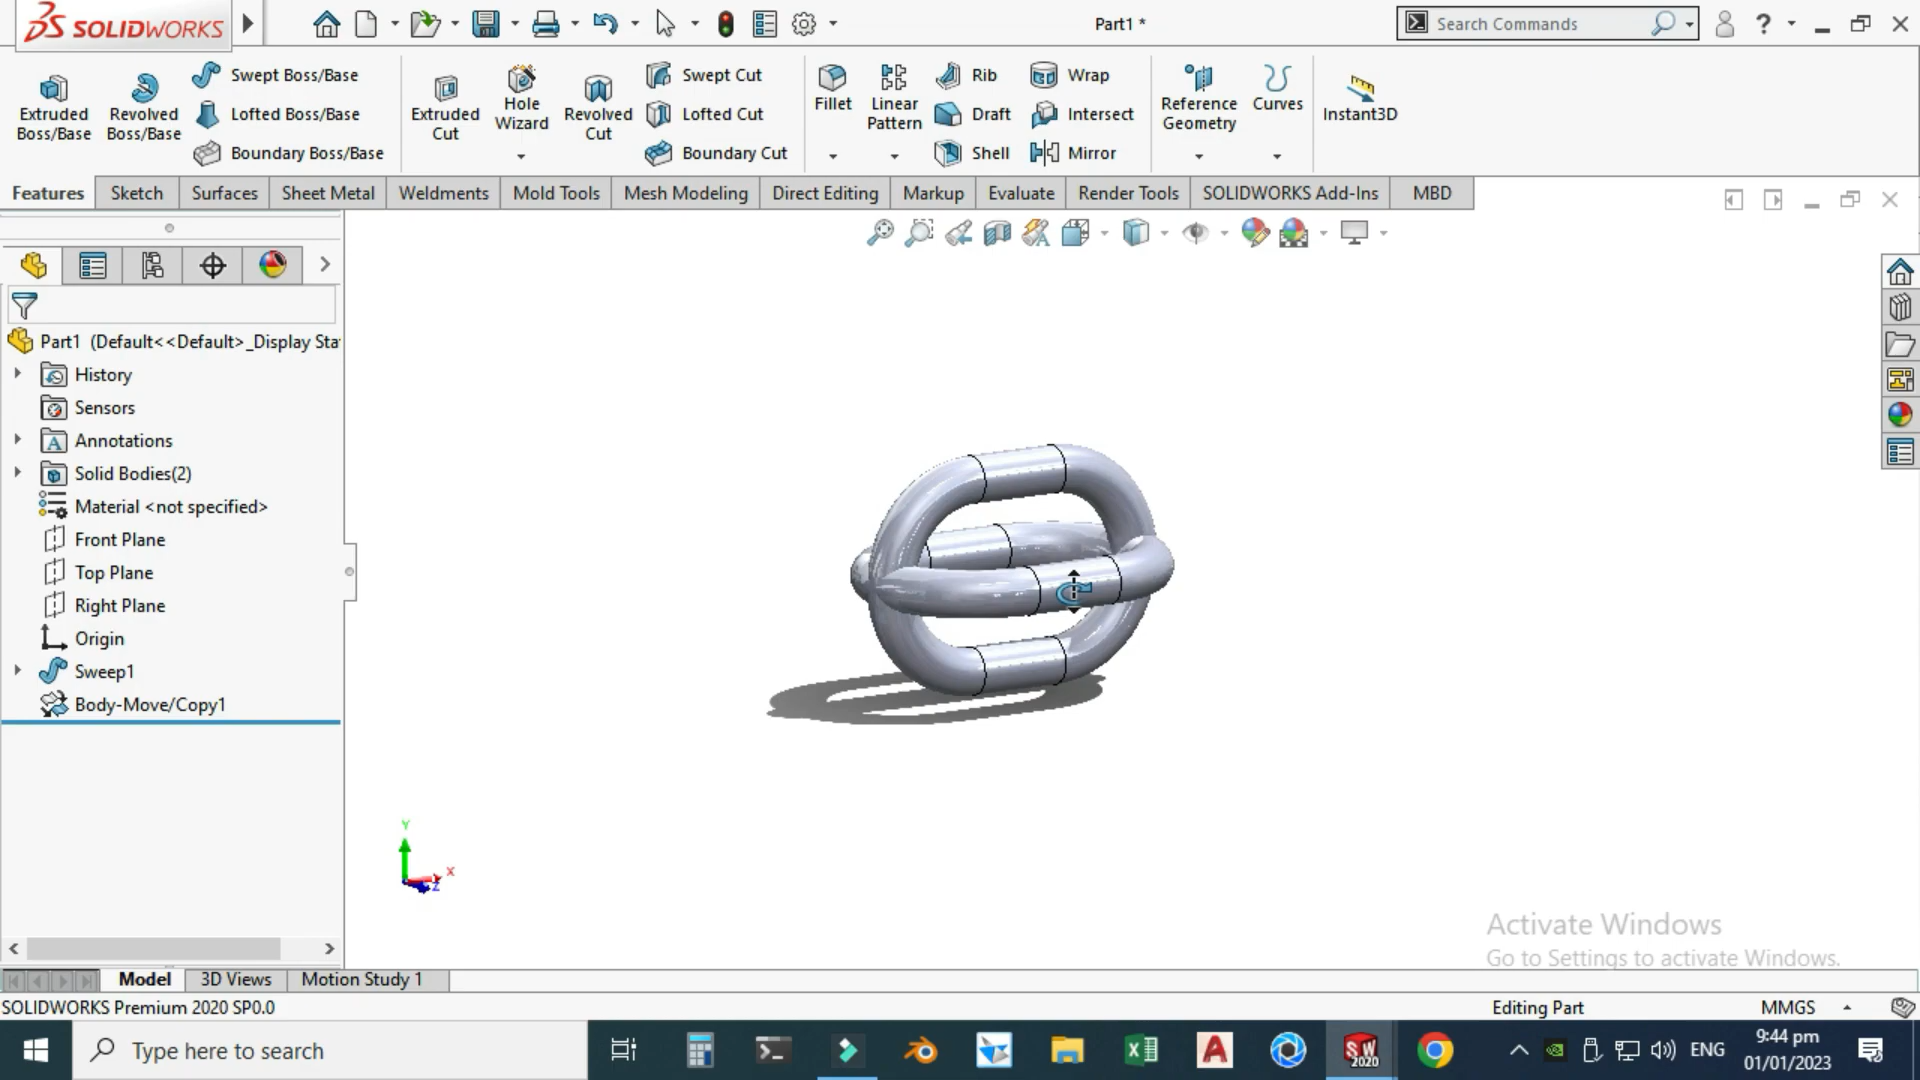 SOLIDWORKS
Part1 *
Search Commands
Extruded Boss/Base
Revolved Boss/Base
Swept Boss/Base
Lofted Boss/Base
Boundary Boss/Base
Extruded Cut
Hole Wizard
Revolved Cut
Swept Cut
Lofted Cut
Boundary Cut
Fillet
Linear Pattern
Rib
Draft
Shell
Wrap
Intersect
Mirror
Reference Geometry
Curves
Instant3D
Features
Sketch
Surfaces
Sheet Metal
Weldments
Mold Tools
Mesh Modeling
Direct Editing
Markup
Evaluate
Render Tools
SOLIDWORKS Add-Ins
MBD
Part1 (Default<<Default>_Display Sta
History
Sensors
Annotations
Solid Bodies(2)
Material <not specified>
Front Plane
Top Plane
Right Plane
Origin
Sweep1
Body-Move/Copy1
Y
X
Z
Activate Windows
Go to Settings to activate Windows.
Model
3D Views
Motion Study 1
SOLIDWORKS Premium 2020 SP0.0
Editing Part
MMGS
Type here to search
SW
2020
ENG
9:44 pm
01/01/2023